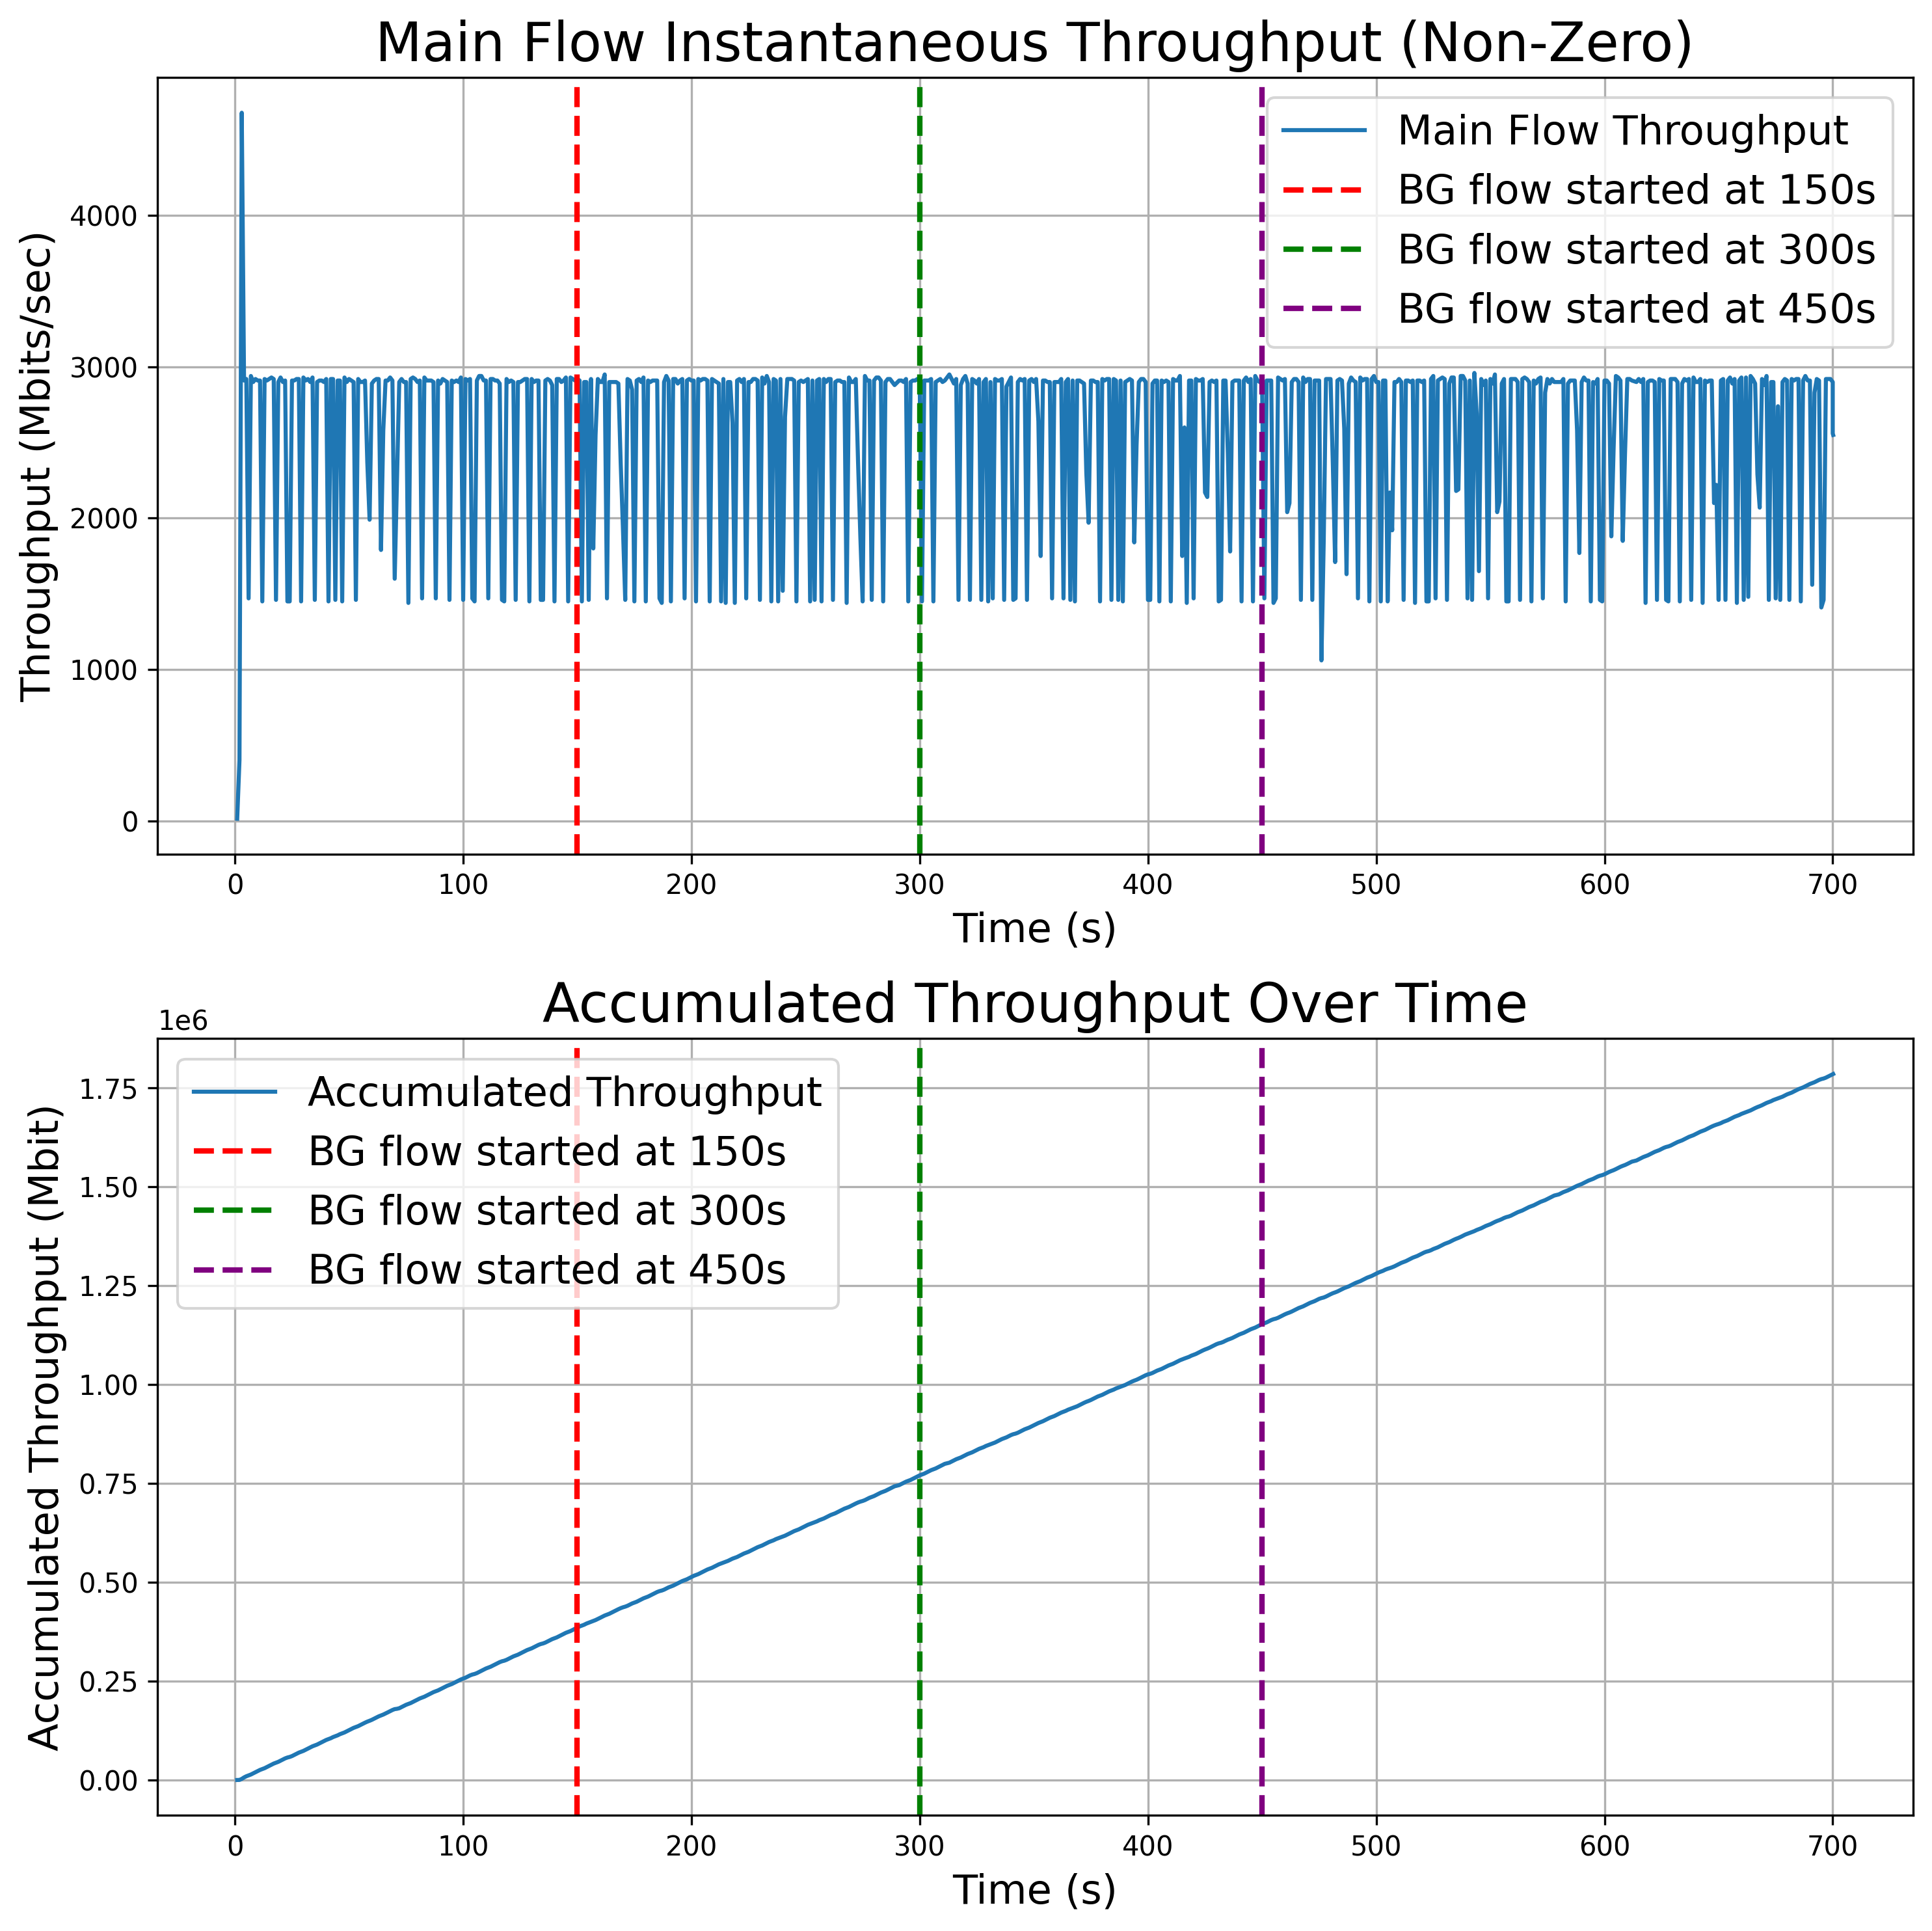 Main Flow Instantaneous Throughput (Non-Zero)
Throughput (Mbits/sec)
4000
3000
2000
1000
0
Main Flow Throughput
BG flow started at 150s
BG flow started at 300s
BG flow started at 450s
0 100 200 300 400 500 600 700
Time (s)
Accumulated Throughput Over Time
1e6
Accumulated Throughput (Mbit)
1.75
1.50
1.25
1.00
0.75
0.50
0.25
0.00
Accumulated Throughput
BG flow started at 150s
BG flow started at 300s
BG flow started at 450s
0 100 200 300 400 500 600 700
Time (s)